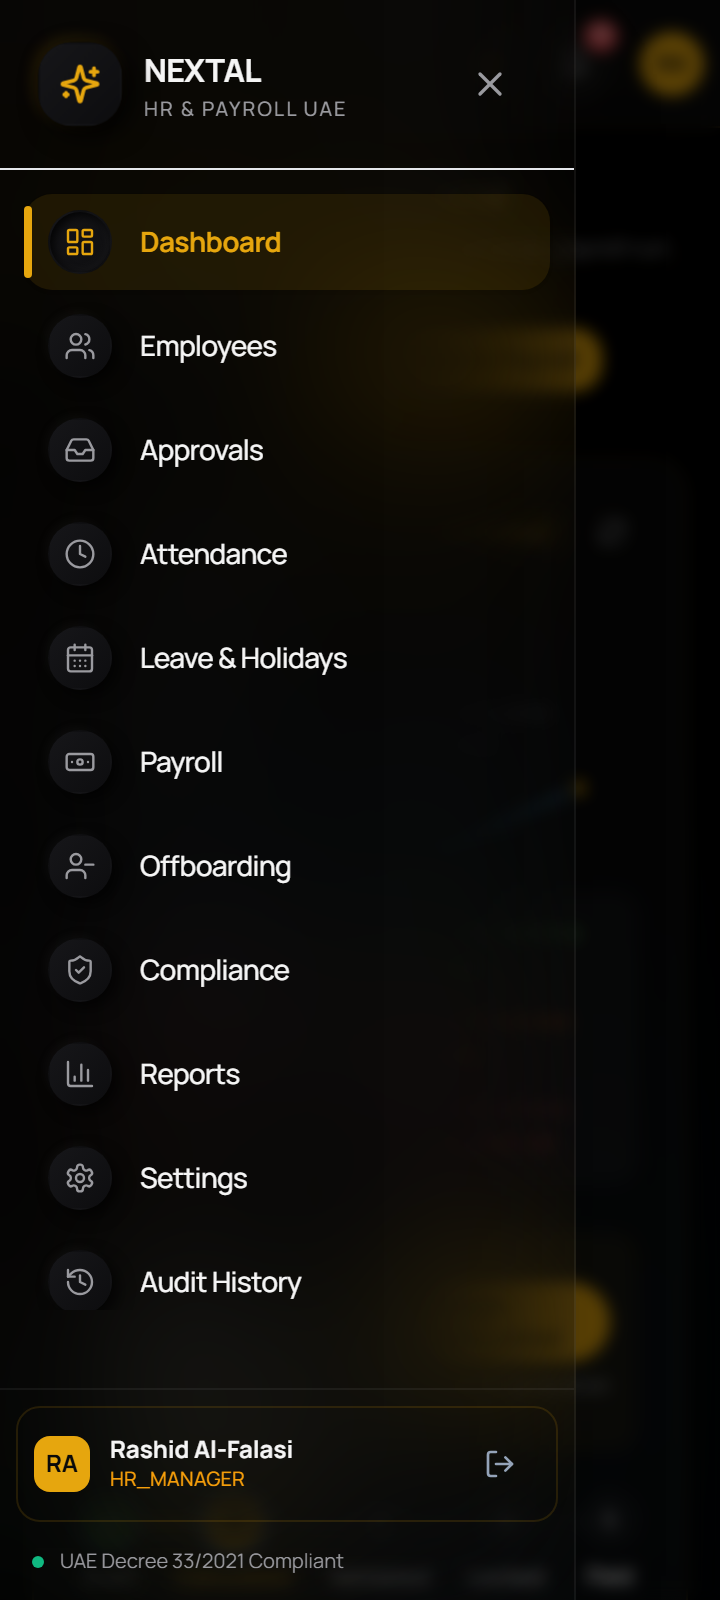 NEXTAL
HR & PAYROLL UAE
Dashboard
Employees
Approvals
Attendance
Leave & Holidays
Payroll
Offboarding
Compliance
Reports
Settings
Audit History
RA
Rashid Al-Falasi
HR_MANAGER
UAE Decree 33/2021 Compliant